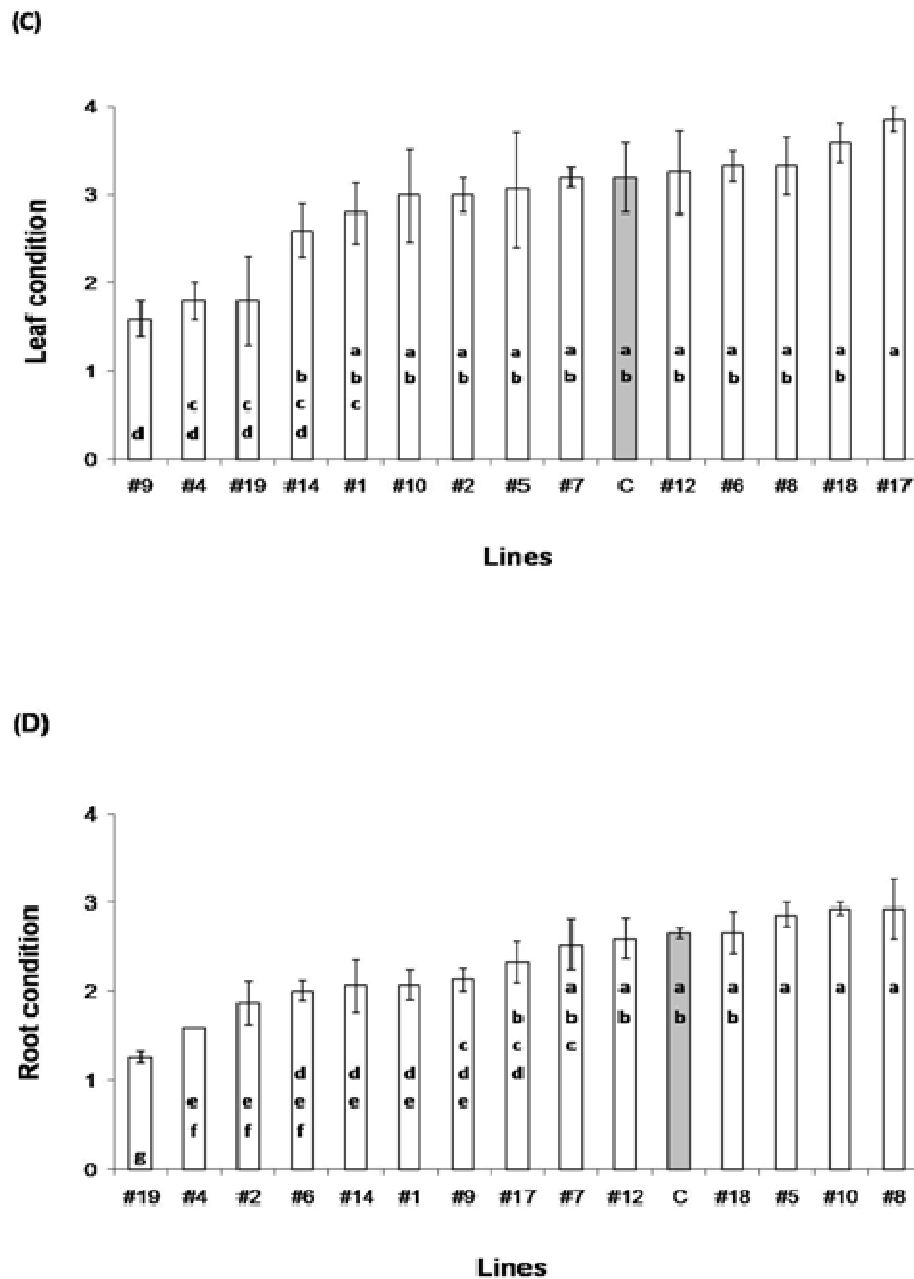 (C)
4
3
2
1
0
Leaf condition
a a a a a a a a a a a
b b b b b b b b b b b
c c c c
d d d d
#9 #4 #19 #14 #1 #10 #2 #5 #7 C #12 #6 #8 #18 #17
Lines
(D)
4
3
2
1
0
Root condition
a a a a a a a
b b b b b
c c c
d d d d d
e e e e e e
f f f
g
#19 #4 #2 #6 #14 #1 #9 #17 #7 #12 C #18 #5 #10 #8
Lines